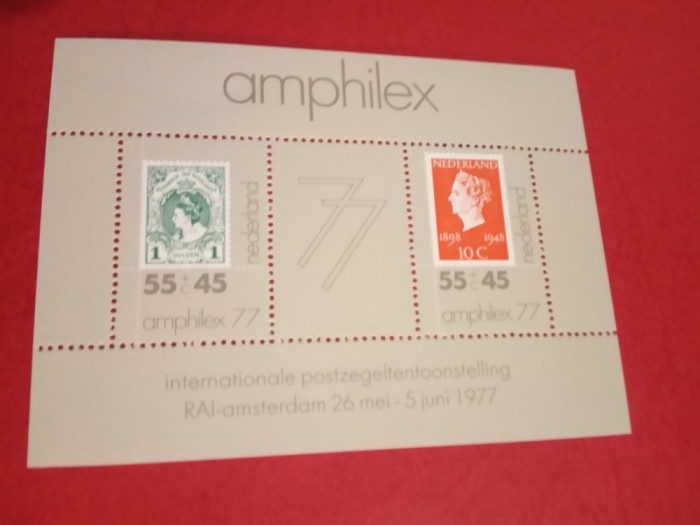 amphilex
1
1
GULDEN
nederland
55 + c 45
amphilex 77
77
NEDERLAND
1898 1948
10 C
nederland
55 + c 45
amphilex 77
internationale postzegeltentoonstelling
RAI-amsterdam 26 mei - 5 juni 1977